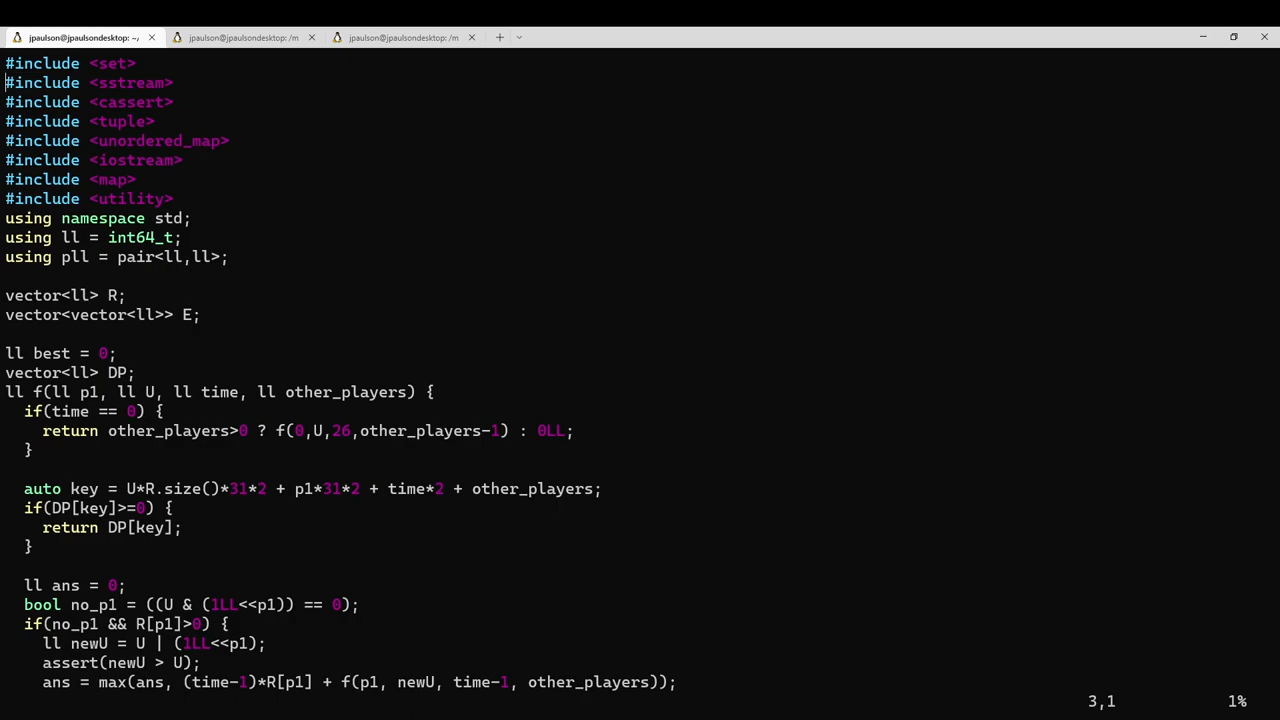 jpaulson@jpaulsondesktop: ~/
jpaulson@jpaulsondesktop: /m
jpaulson@jpaulsondesktop: /m
#include <set>
#include <sstream>
#include <cassert>
#include <tuple>
#include <unordered_map>
#include <iostream>
#include <map>
#include <utility>
using namespace std;
using ll = int64_t;
using pll = pair<ll,ll>;
vector<ll> R;
vector<vector<ll>> E;
ll best = 0;
vector<ll> DP;
ll f(ll p1, ll U, ll time, ll other_players) {
  if(time == 0) {
    return other_players>0 ? f(0,U,26,other_players-1) : 0LL;
  }
  auto key = U*R.size()*31*2 + p1*31*2 + time*2 + other_players;
  if(DP[key]>=0) {
    return DP[key];
  }
  ll ans = 0;
  bool no_p1 = ((U & (1LL<<p1)) == 0);
  if(no_p1 && R[p1]>0) {
    ll newU = U | (1LL<<p1);
    assert(newU > U);
    ans = max(ans, (time-1)*R[p1] + f(p1, newU, time-1, other_players));
3,1 1%